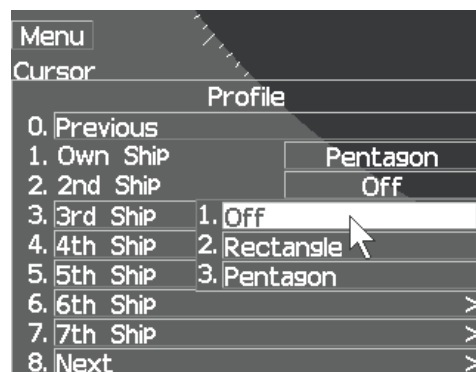 Menu
Cursor
Profile
0. Previous
1. Own Ship Pentagon
2. 2nd Ship Off
3. 3rd Ship 1. Off
4. 4th Ship 2. Rectangle
5. 5th Ship 3. Pentagon
6. 6th Ship >
7. 7th Ship >
8. Next >